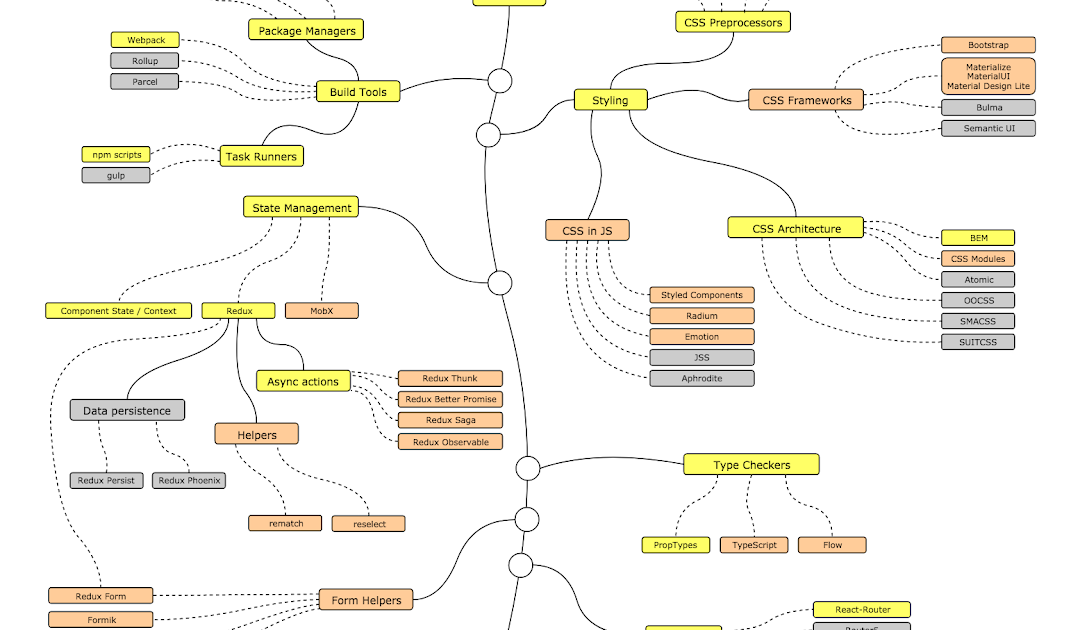 Package Managers
CSS Preprocessors
Webpack
Rollup
Parcel
Build Tools
Bootstrap
Materialize
MaterialUI
Material Design Lite
Styling
CSS Frameworks
Bulma
Semantic UI
npm scripts
gulp
Task Runners
State Management
CSS in JS
CSS Architecture
BEM
CSS Modules
Atomic
OOCSS
SMACSS
SUITCSS
Component State / Context
Redux
MobX
Styled Components
Radium
Emotion
JSS
Aphrodite
Async actions
Redux Thunk
Redux Better Promise
Redux Saga
Redux Observable
Data persistence
Helpers
Redux Persist
Redux Phoenix
rematch
reselect
Type Checkers
PropTypes
TypeScript
Flow
Redux Form
Formik
Form Helpers
React-Router